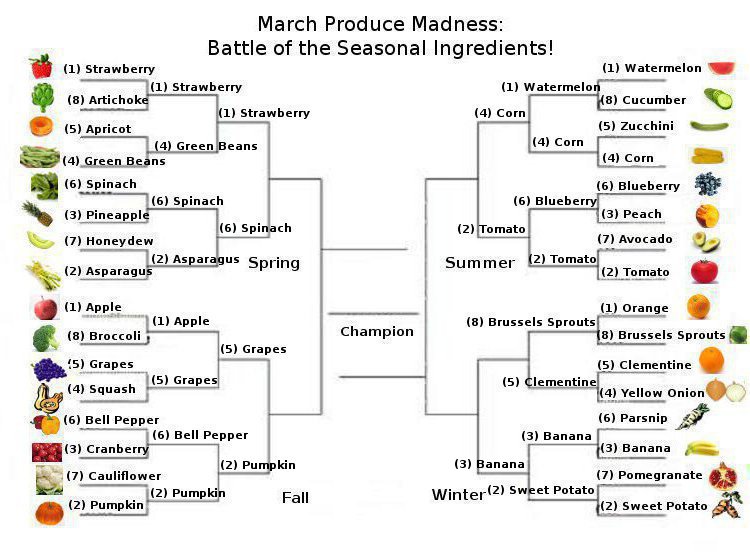 March Produce Madness:
Battle of the Seasonal Ingredients!
(1) Strawberry
(8) Artichoke
(5) Apricot
(4) Green Beans
(6) Spinach
(3) Pineapple
(7) Honeydew
(2) Asparagus
(1) Strawberry
(4) Green Beans
(6) Spinach
(2) Asparagus
(1) Strawberry
(6) Spinach
Spring
(1) Apple
(8) Broccoli
(5) Grapes
(4) Squash
(6) Bell Pepper
(3) Cranberry
(7) Cauliflower
(2) Pumpkin
(1) Apple
(5) Grapes
(6) Bell Pepper
(2) Pumpkin
(5) Grapes
(2) Pumpkin
Fall
Champion
(1) Watermelon
(8) Cucumber
(5) Zucchini
(4) Corn
(6) Blueberry
(3) Peach
(7) Avocado
(2) Tomato
(1) Watermelon
(4) Corn
(6) Blueberry
(2) Tomato
(4) Corn
(2) Tomato
Summer
(1) Orange
(8) Brussels Sprouts
(5) Clementine
(4) Yellow Onion
(6) Parsnip
(3) Banana
(7) Pomegranate
(2) Sweet Potato
(8) Brussels Sprouts
(5) Clementine
(3) Banana
(2) Sweet Potato
(3) Banana
Winter